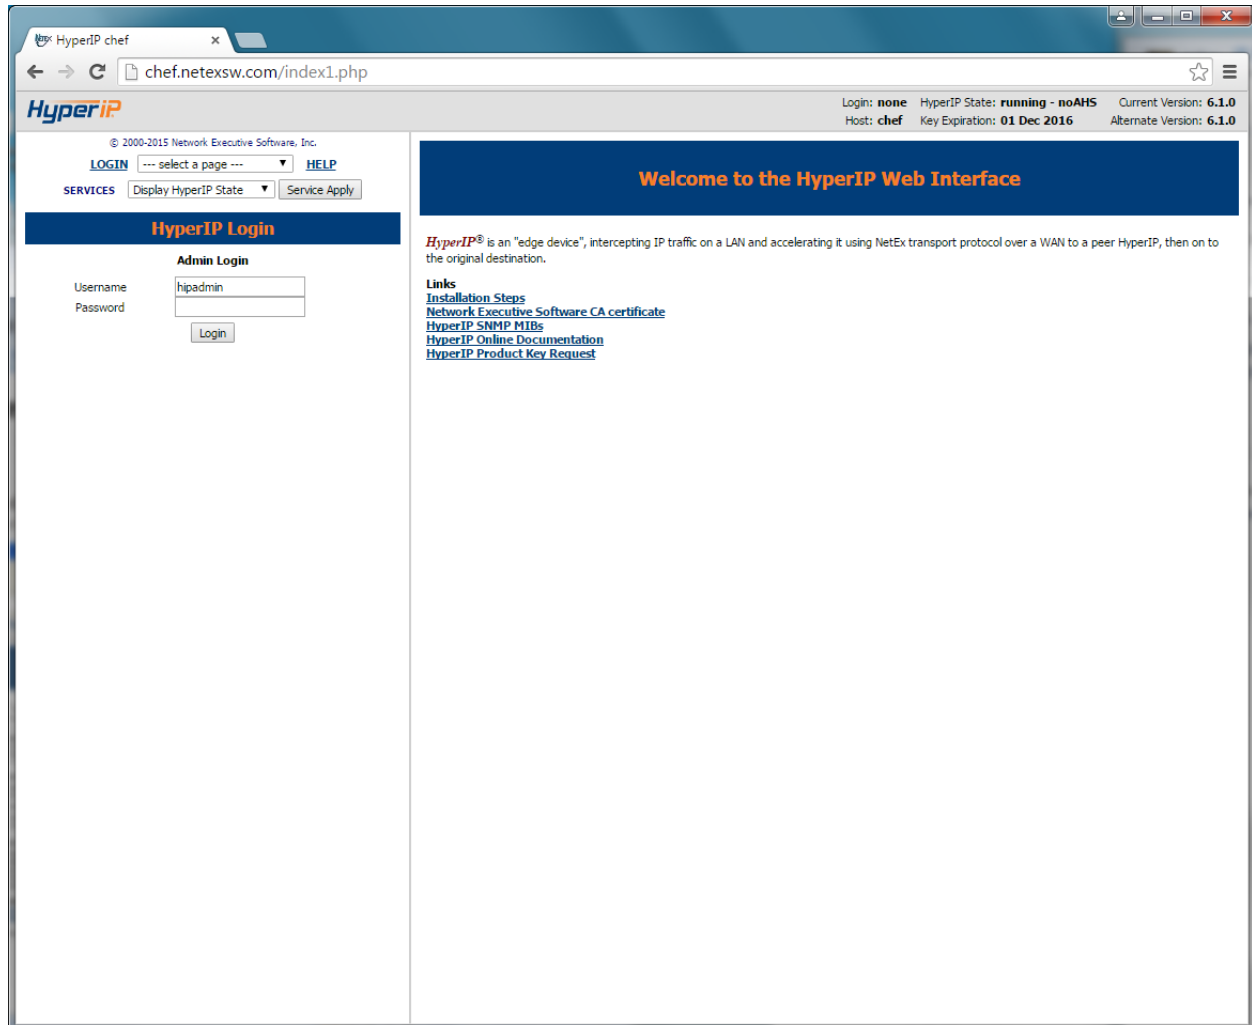 HyperIP chef
chef.netexsw.com/index1.php
HyperIP
Login: none HyperIP State: running - noAHS Current Version: 6.1.0
Host: chef Key Expiration: 01 Dec 2016 Alternate Version: 6.1.0
© 2000-2015 Network Executive Software, Inc.
LOGIN --- select a page --- HELP
SERVICES Display HyperIP State Service Apply
HyperIP Login
Admin Login
Username hipadmin
Password
Login
Welcome to the HyperIP Web Interface
HyperIP® is an "edge device", intercepting IP traffic on a LAN and accelerating it using NetEx transport protocol over a WAN to a peer HyperIP, then on to
the original destination.
Links
Installation Steps
Network Executive Software CA certificate
HyperIP SNMP MIBs
HyperIP Online Documentation
HyperIP Product Key Request